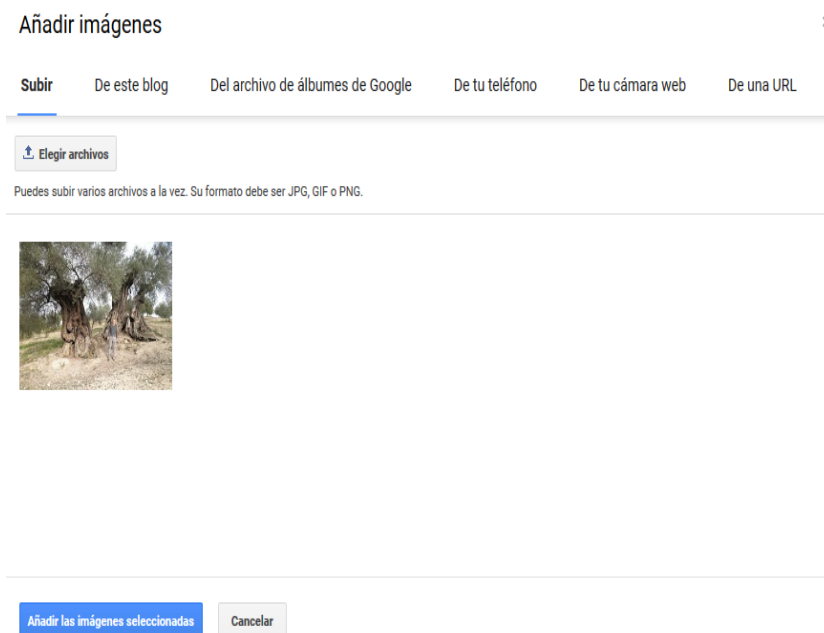 Añadir imágenes
Subir De este blog Del archivo de álbumes de Google De tu teléfono De tu cámara web De una URL
Elegir archivos
Puedes subir varios archivos a la vez. Su formato debe ser JPG, GIF o PNG.
Añadir las imágenes seleccionadas Cancelar